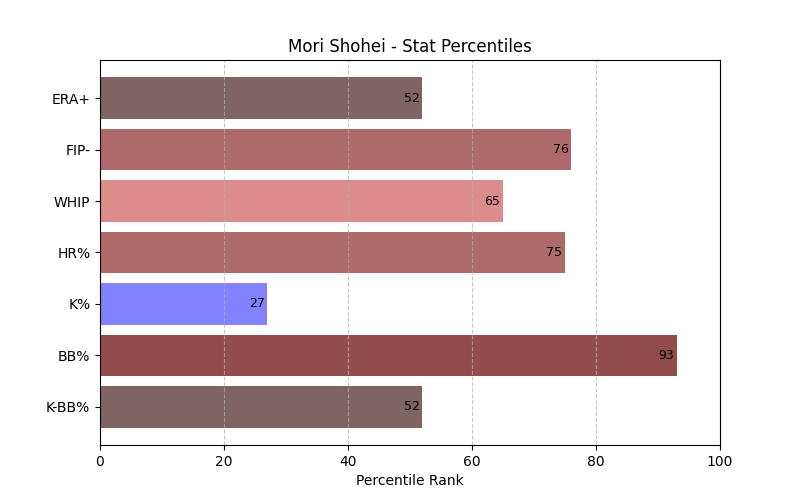 Mori Shohei - Stat Percentiles
ERA+ 52
FIP- 76
WHIP 65
HR% 75
K% 27
BB% 93
K-BB% 52
0 20 40 60 80 100
Percentile Rank